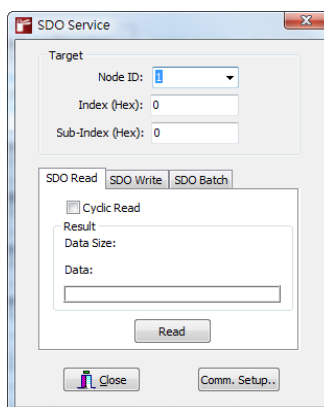 SDO Service
Target
Node ID: 1
Index (Hex): 0
Sub-Index (Hex): 0
SDO Read SDO Write SDO Batch
Cyclic Read
Result
Data Size:
Data:
Read
Close Comm. Setup..